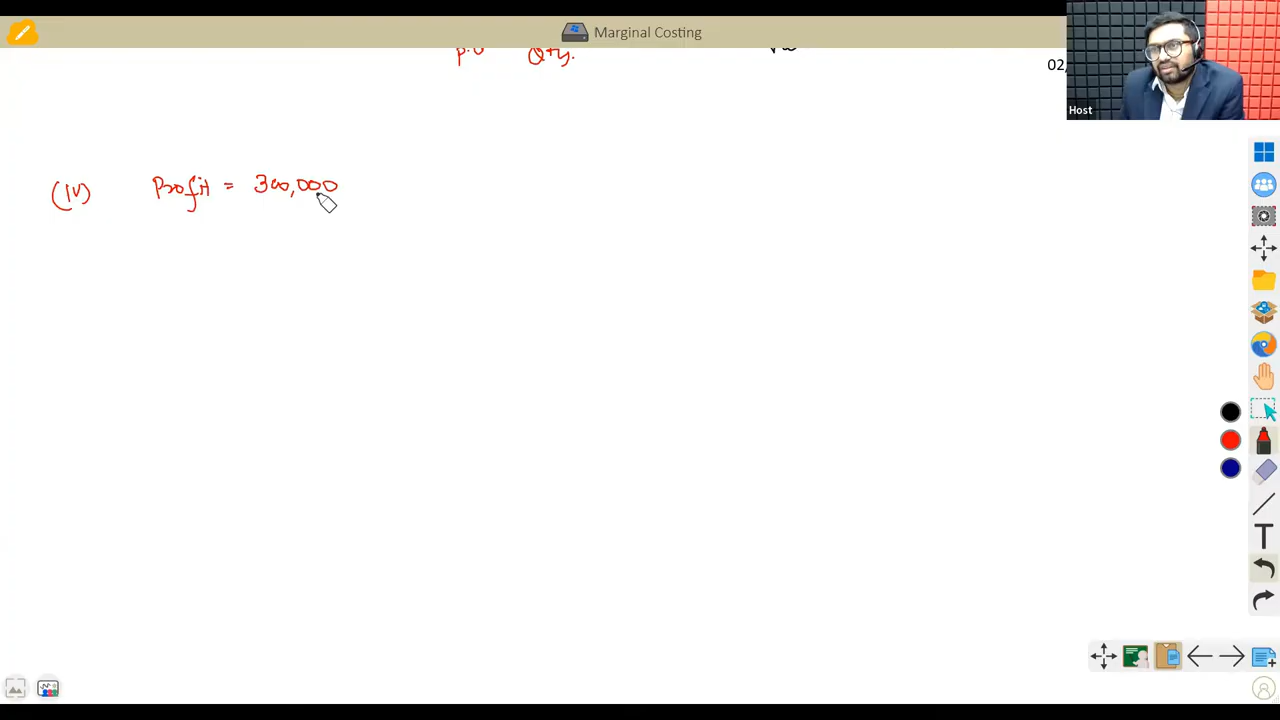 Marginal Costing
Qty.
02,
Host
(IV) Profit = 300,000
T